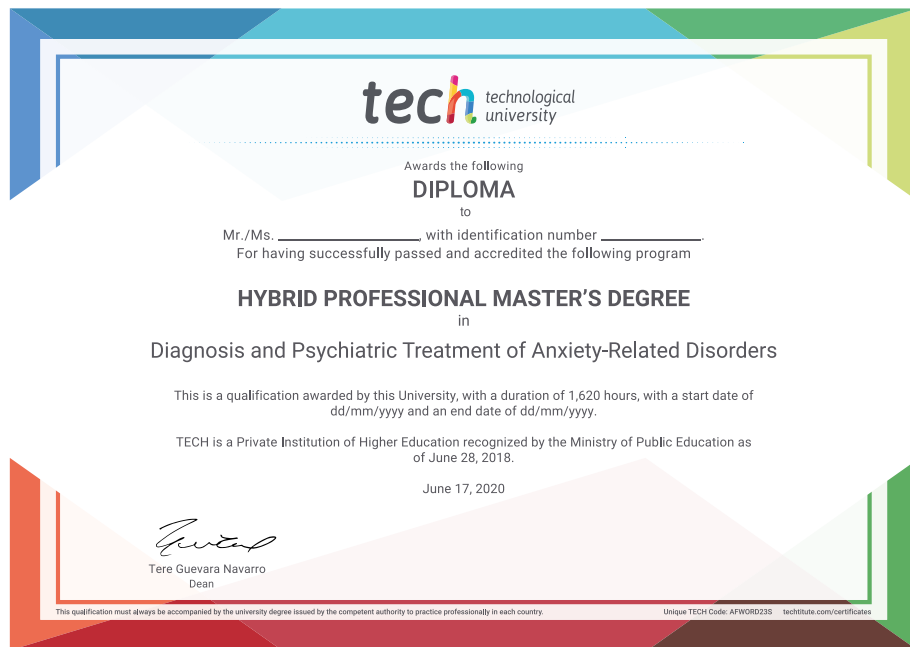 tech technological
university
Awards the following
DIPLOMA
to
Mr./Ms. ____________________, with identification number ______________.
For having successfully passed and accredited the following program
HYBRID PROFESSIONAL MASTER'S DEGREE
in
Diagnosis and Psychiatric Treatment of Anxiety-Related Disorders
This is a qualification awarded by this University, with a duration of 1,620 hours, with a start date of
dd/mm/yyyy and an end date of dd/mm/yyyy.
TECH is a Private Institution of Higher Education recognized by the Ministry of Public Education as
of June 28, 2018.
June 17, 2020
Tere Guevara Navarro
Dean
This qualification must always be accompanied by the university degree issued by the competent authority to practice professionally in each country. Unique TECH Code: AFWORD23S techtitute.com/certificates